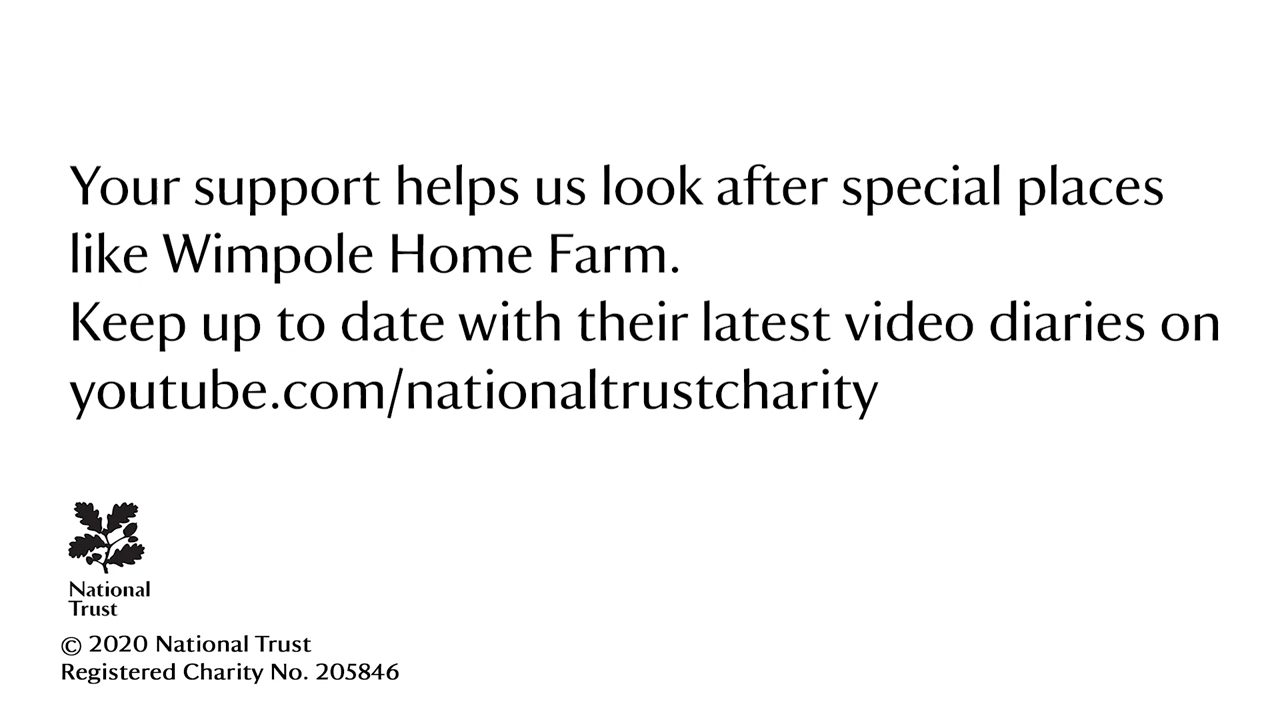 Your support helps us look after special places
like Wimpole Home Farm.
Keep up to date with their latest video diaries on
youtube.com/nationaltrustcharity
National
Trust
© 2020 National Trust
Registered Charity No. 205846